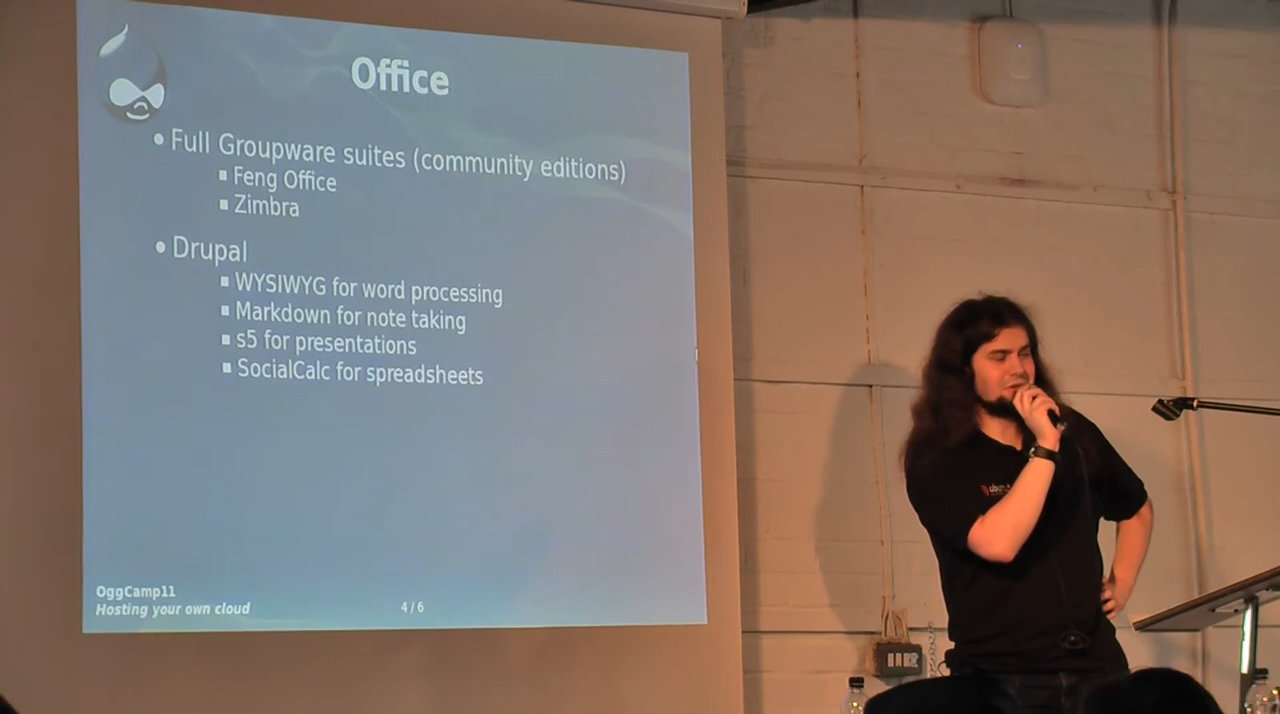 Office
Full Groupware suites (community editions)
Feng Office
Zimbra
Drupal
WYSIWYG for word processing
Markdown for note taking
s5 for presentations
SocialCalc for spreadsheets
OggCamp11
Hosting your own cloud
4/6